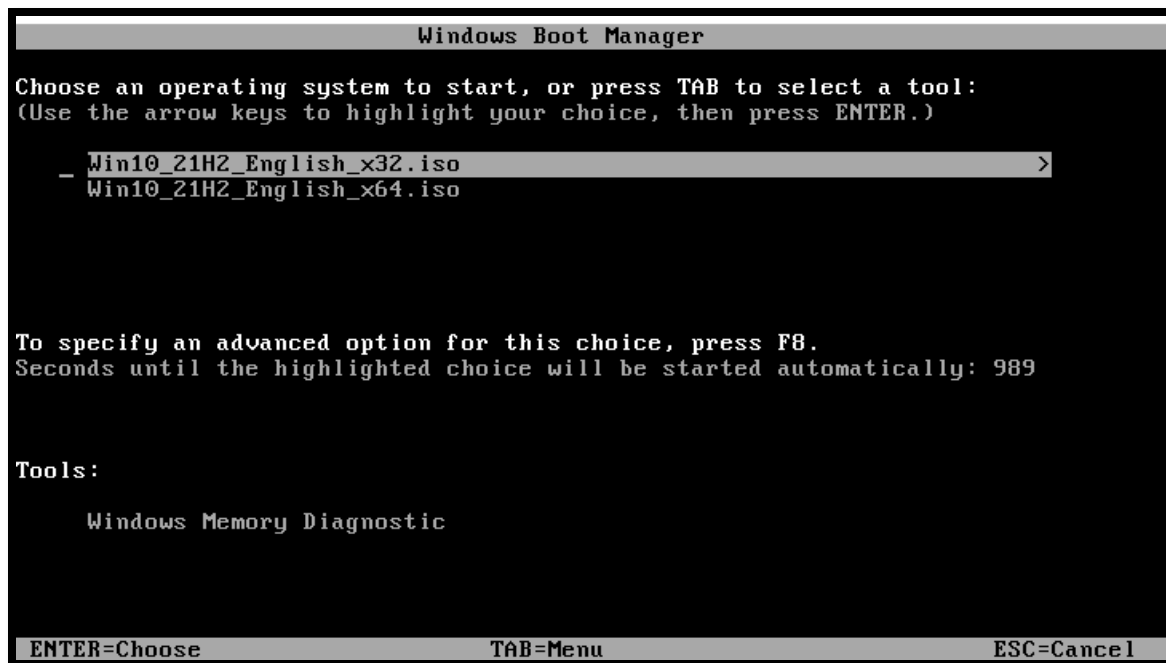 Windows Boot Manager
Choose an operating system to start, or press TAB to select a tool:
(Use the arrow keys to highlight your choice, then press ENTER.)
Win10_21H2_English_x32.iso >
Win10_21H2_English_x64.iso
To specify an advanced option for this choice, press F8.
Seconds until the highlighted choice will be started automatically: 989
Tools:
Windows Memory Diagnostic
ENTER=Choose TAB=Menu ESC=Cancel